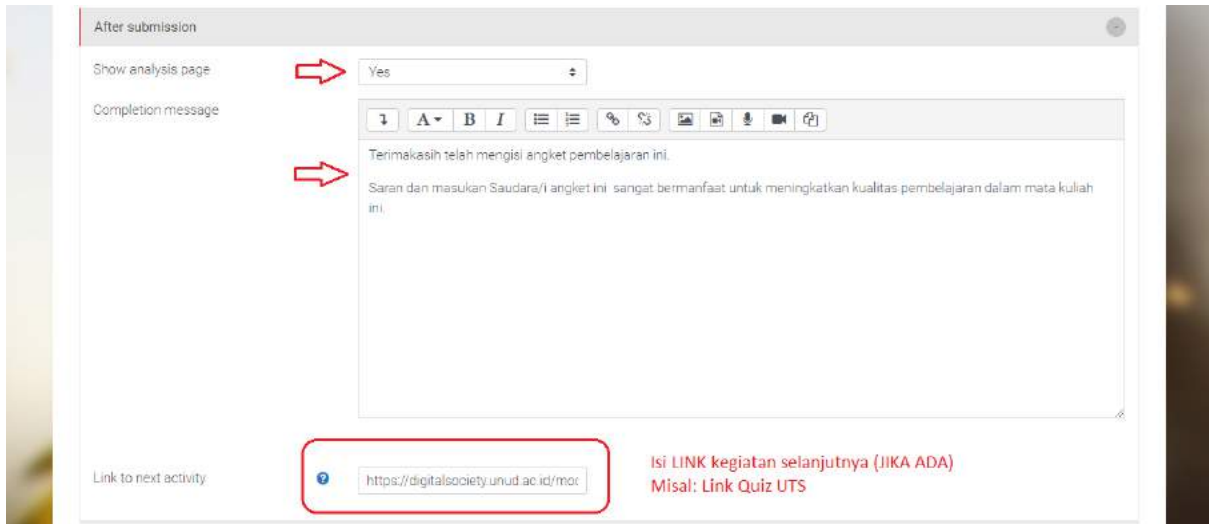 After submission
Show analysis page
Yes
Completion message
A B I
Terimakasih telah mengisi angket pembelajaran ini.
Saran dan masukan Saudara/i angket ini sangat bermanfaat untuk meningkatkan kualitas pembelajaran dalam mata kuliah
ini.
Link to next activity
?
https://digitalsociety.unud.ac.id/moc
Isi LINK kegiatan selanjutnya (JIKA ADA)
Misal: Link Quiz UTS